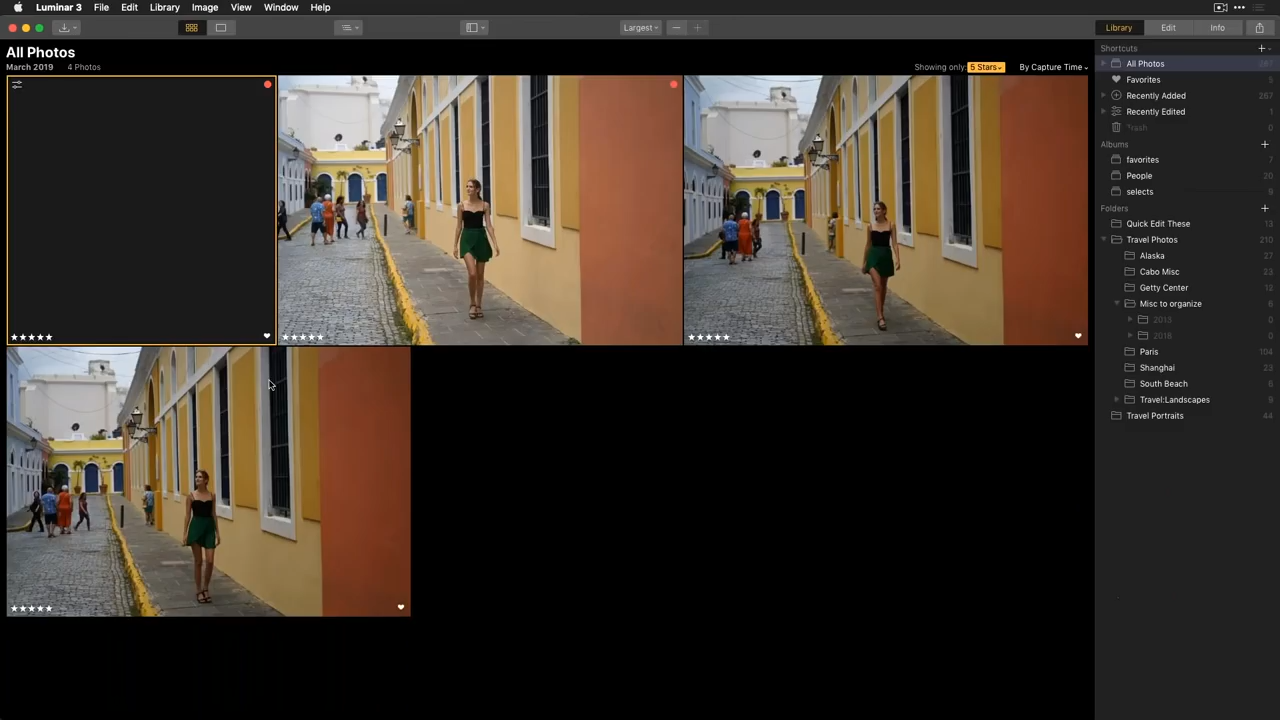 Luminar 3 File Edit Library Image View Window Help
Largest
Library Edit Info
All Photos
March 2019 4 Photos
Showing only: 5 Stars By Capture Time
Shortcuts
All Photos 267
Favorites 5
Recently Added 267
Recently Edited 1
Trash 0
Albums
favorites 7
People 20
selects 9
Folders
Quick Edit These 13
Travel Photos 210
Alaska 27
Cabo Misc 23
Getty Center 12
Misc to organize 6
2015 0
2016 0
Paris 104
Shanghai 23
South Beach 6
Travel:Landscapes 9
Travel Portraits 44